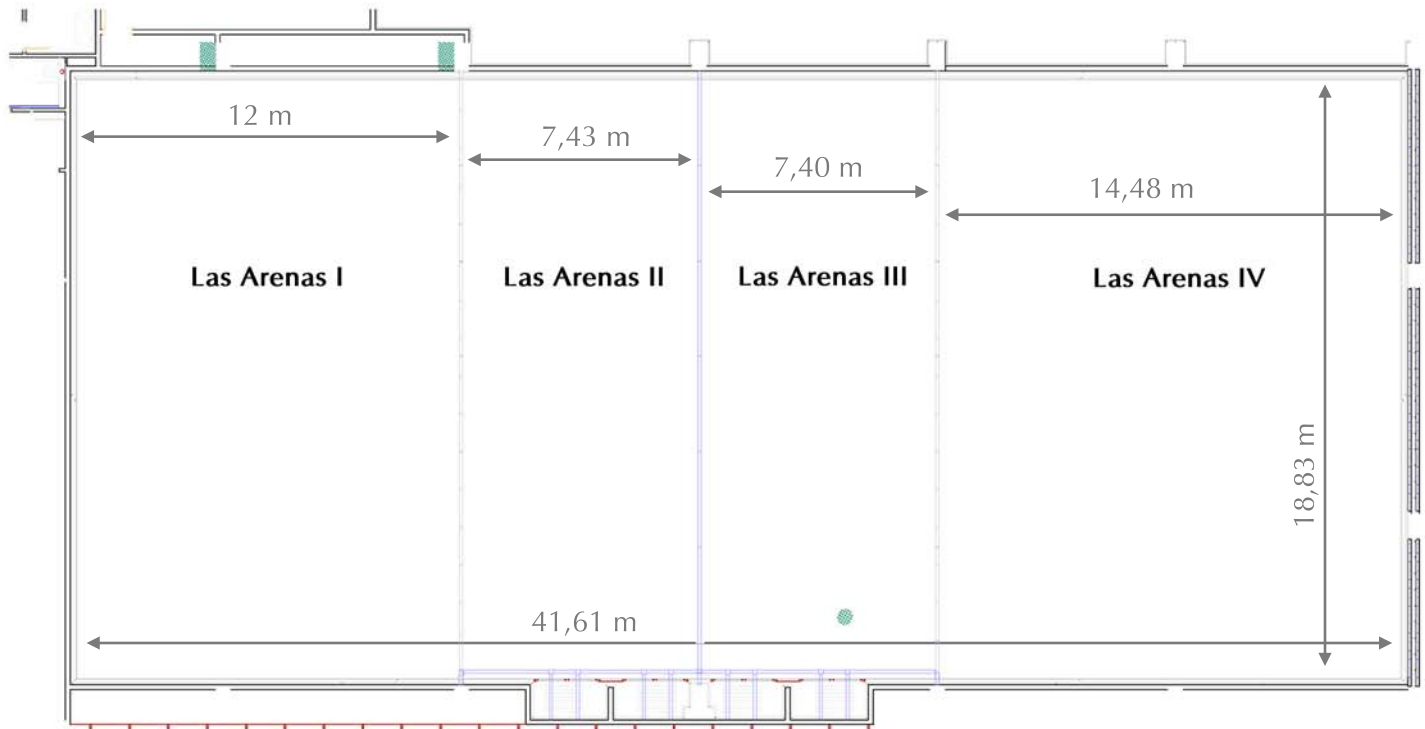 12 m
7,43 m
7,40 m
14,48 m
Las Arenas I
Las Arenas II
Las Arenas III
Las Arenas IV
18,83 m
41,61 m